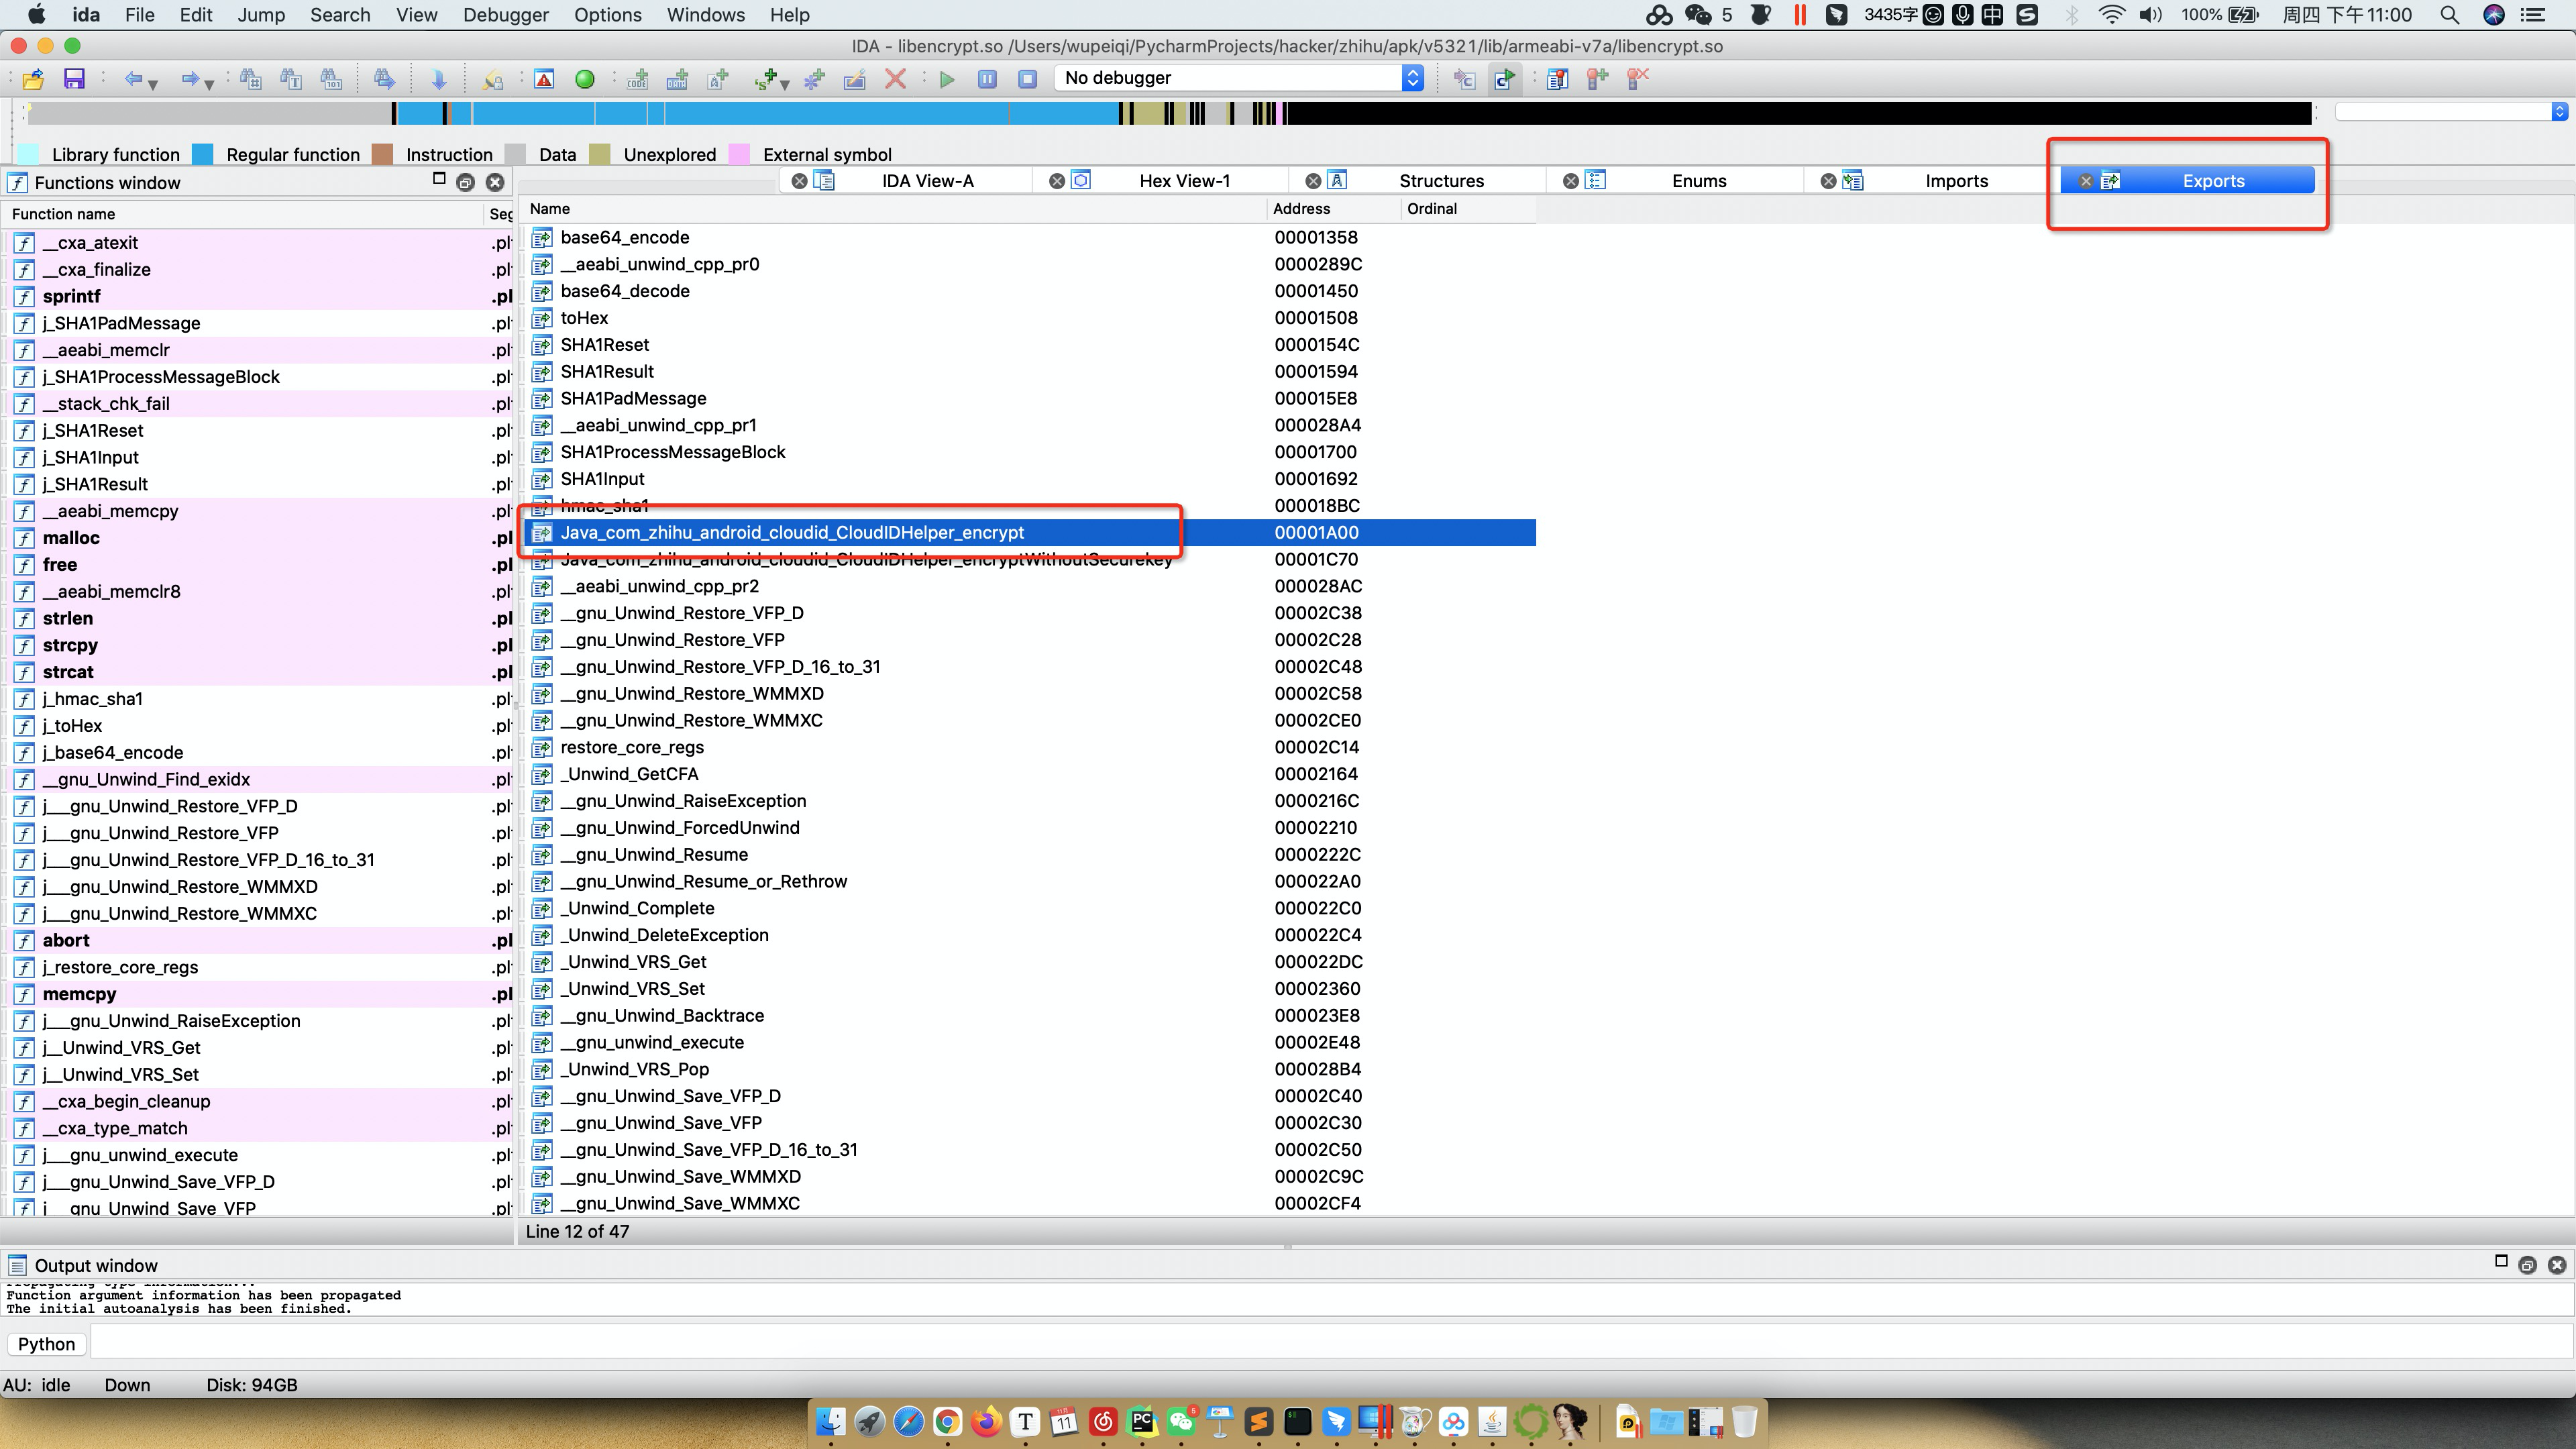 ida File Edit Jump Search View Debugger Options Windows Help 5 3435字 中 100% 周四 下午11:00
IDA - libencrypt.so /Users/wupeiqi/PycharmProjects/hacker/zhihu/apk/v5321/lib/armeabi-v7a/libencrypt.so
No debugger
Library function Regular function Instruction Data Unexplored External symbol
Functions window
IDA View-A Hex View-1 Structures Enums Imports Exports
Function name Seg
__cxa_atexit .pl
__cxa_finalize .pl
sprintf .pl
j_SHA1PadMessage .pl
__aeabi_memclr .pl
j_SHA1ProcessMessageBlock .pl
__stack_chk_fail .pl
j_SHA1Reset .pl
j_SHA1Input .pl
j_SHA1Result .pl
__aeabi_memcpy .pl
malloc .pl
free .pl
__aeabi_memclr8 .pl
strlen .pl
strcpy .pl
strcat .pl
j_hmac_sha1 .pl
j_toHex .pl
j_base64_encode .pl
__gnu_Unwind_Find_exidx .pl
j___gnu_Unwind_Restore_VFP_D .pl
j___gnu_Unwind_Restore_VFP .pl
j___gnu_Unwind_Restore_VFP_D_16_to_31 .pl
j___gnu_Unwind_Restore_WMMXD .pl
j___gnu_Unwind_Restore_WMMXC .pl
abort .pl
j_restore_core_regs .pl
memcpy .pl
j___gnu_Unwind_RaiseException .pl
j__Unwind_VRS_Get .pl
j__Unwind_VRS_Set .pl
__cxa_begin_cleanup .pl
__cxa_type_match .pl
j___gnu_unwind_execute .pl
j___gnu_Unwind_Save_VFP_D .pl
j___gnu_Unwind_Save_VFP .pl
Name Address Ordinal
base64_encode 00001358
__aeabi_unwind_cpp_pr0 0000289C
base64_decode 00001450
toHex 00001508
SHA1Reset 0000154C
SHA1Result 00001594
SHA1PadMessage 000015E8
__aeabi_unwind_cpp_pr1 000028A4
SHA1ProcessMessageBlock 00001700
SHA1Input 00001692
hmac_sha1 000018BC
Java_com_zhihu_android_cloudid_CloudIDHelper_encrypt 00001A00
Java_com_zhihu_android_cloudid_CloudIDHelper_encryptWithoutSecurekey 00001C70
__aeabi_unwind_cpp_pr2 000028AC
__gnu_Unwind_Restore_VFP_D 00002C38
__gnu_Unwind_Restore_VFP 00002C28
__gnu_Unwind_Restore_VFP_D_16_to_31 00002C48
__gnu_Unwind_Restore_WMMXD 00002C58
__gnu_Unwind_Restore_WMMXC 00002CE0
restore_core_regs 00002C14
_Unwind_GetCFA 00002164
__gnu_Unwind_RaiseException 0000216C
__gnu_Unwind_ForcedUnwind 00002210
__gnu_Unwind_Resume 0000222C
__gnu_Unwind_Resume_or_Rethrow 000022A0
_Unwind_Complete 000022C0
_Unwind_DeleteException 000022C4
_Unwind_VRS_Get 000022DC
_Unwind_VRS_Set 00002360
__gnu_Unwind_Backtrace 000023E8
__gnu_unwind_execute 00002E48
_Unwind_VRS_Pop 000028B4
__gnu_Unwind_Save_VFP_D 00002C40
__gnu_Unwind_Save_VFP 00002C30
__gnu_Unwind_Save_VFP_D_16_to_31 00002C50
__gnu_Unwind_Save_WMMXD 00002C9C
__gnu_Unwind_Save_WMMXC 00002CF4
Line 12 of 47
Output window
Propagating type information...
Function argument information has been propagated
The initial autoanalysis has been finished.
Python
AU: idle Down Disk: 94GB